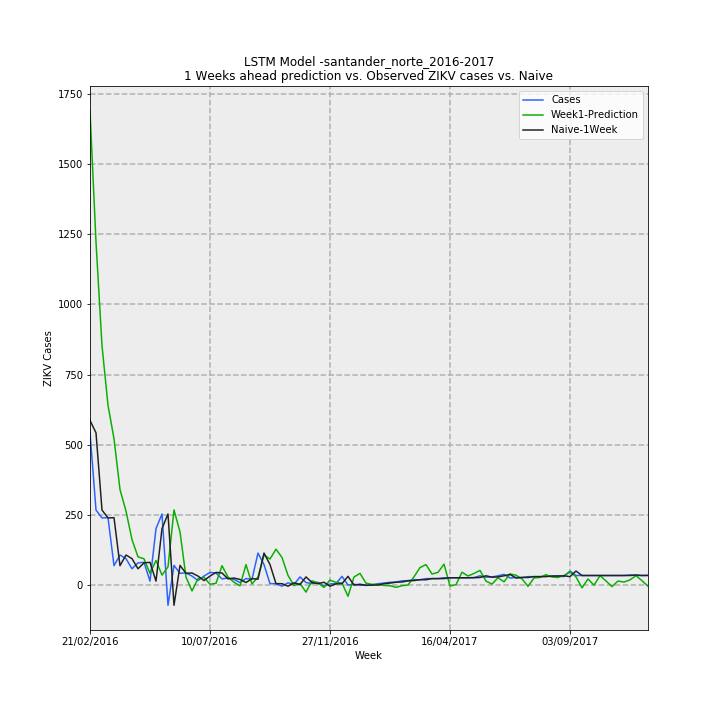 LSTM Model -santander_norte_2016-2017
1 Weeks ahead prediction vs. Observed ZIKV cases vs. Naive
Cases
Week1-Prediction
Naive-1Week
1750
1500
1250
1000
750
500
250
0
ZIKV Cases
21/02/2016 10/07/2016 27/11/2016 16/04/2017 03/09/2017
Week